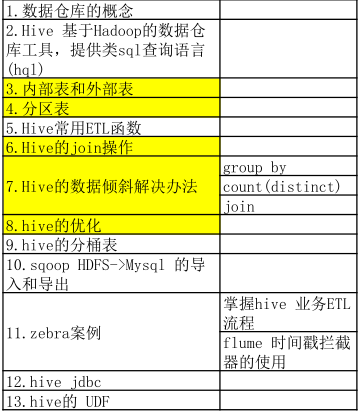 1.数据仓库的概念
2.Hive 基于Hadoop的数据仓
库工具，提供类sql查询语言
(hql)
3.内部表和外部表
4.分区表
5.Hive常用ETL函数
6.Hive的join操作
7.Hive的数据倾斜解决办法
group by
count(distinct)
join
8.hive的优化
9.hive的分桶表
10.sqoop HDFS->Mysql 的导
入和导出
11.zebra案例
掌握hive 业务ETL
流程
flume 时间戳拦截
器的使用
12.hive jdbc
13.hive的 UDF